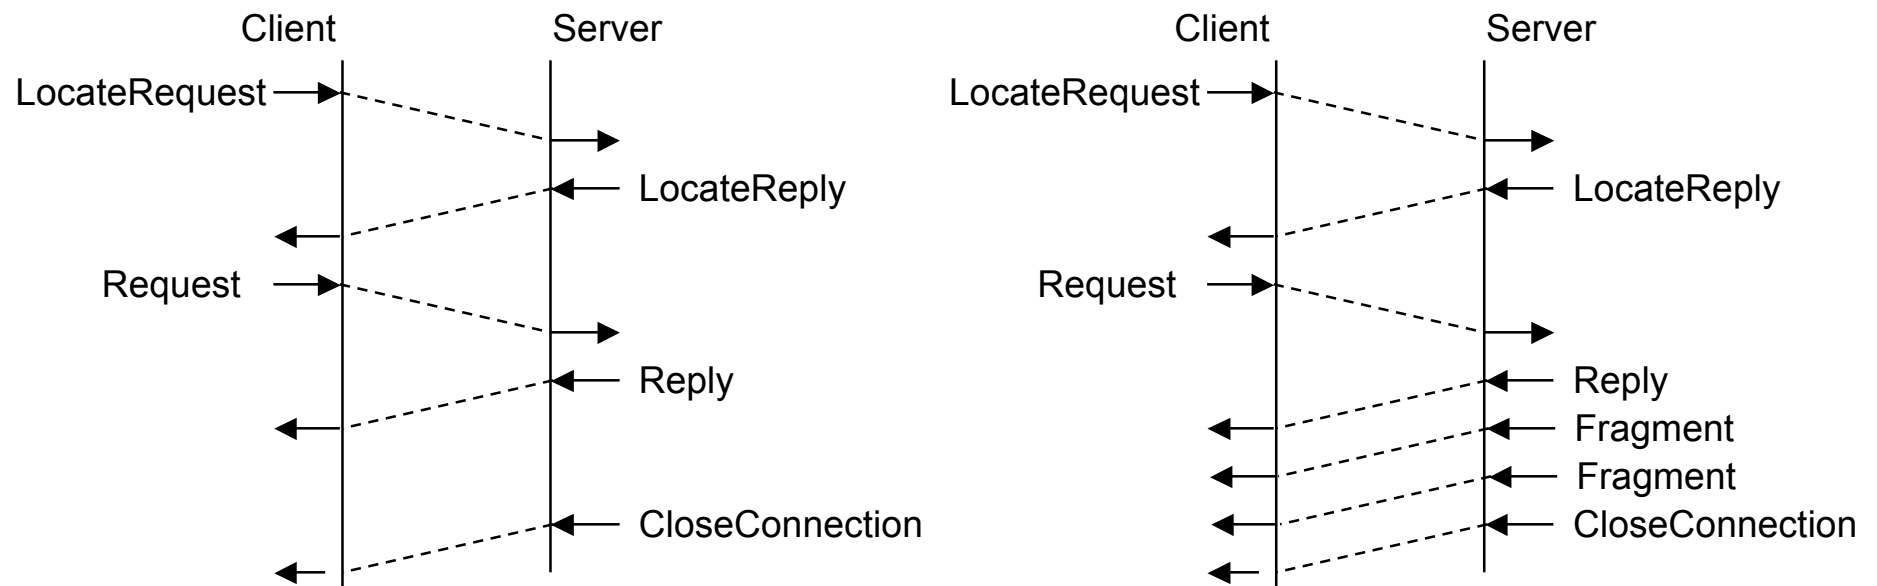 Client
Server
LocateRequest
LocateReply
Request
Reply
CloseConnection
Client
Server
LocateRequest
LocateReply
Request
Reply
Fragment
Fragment
CloseConnection